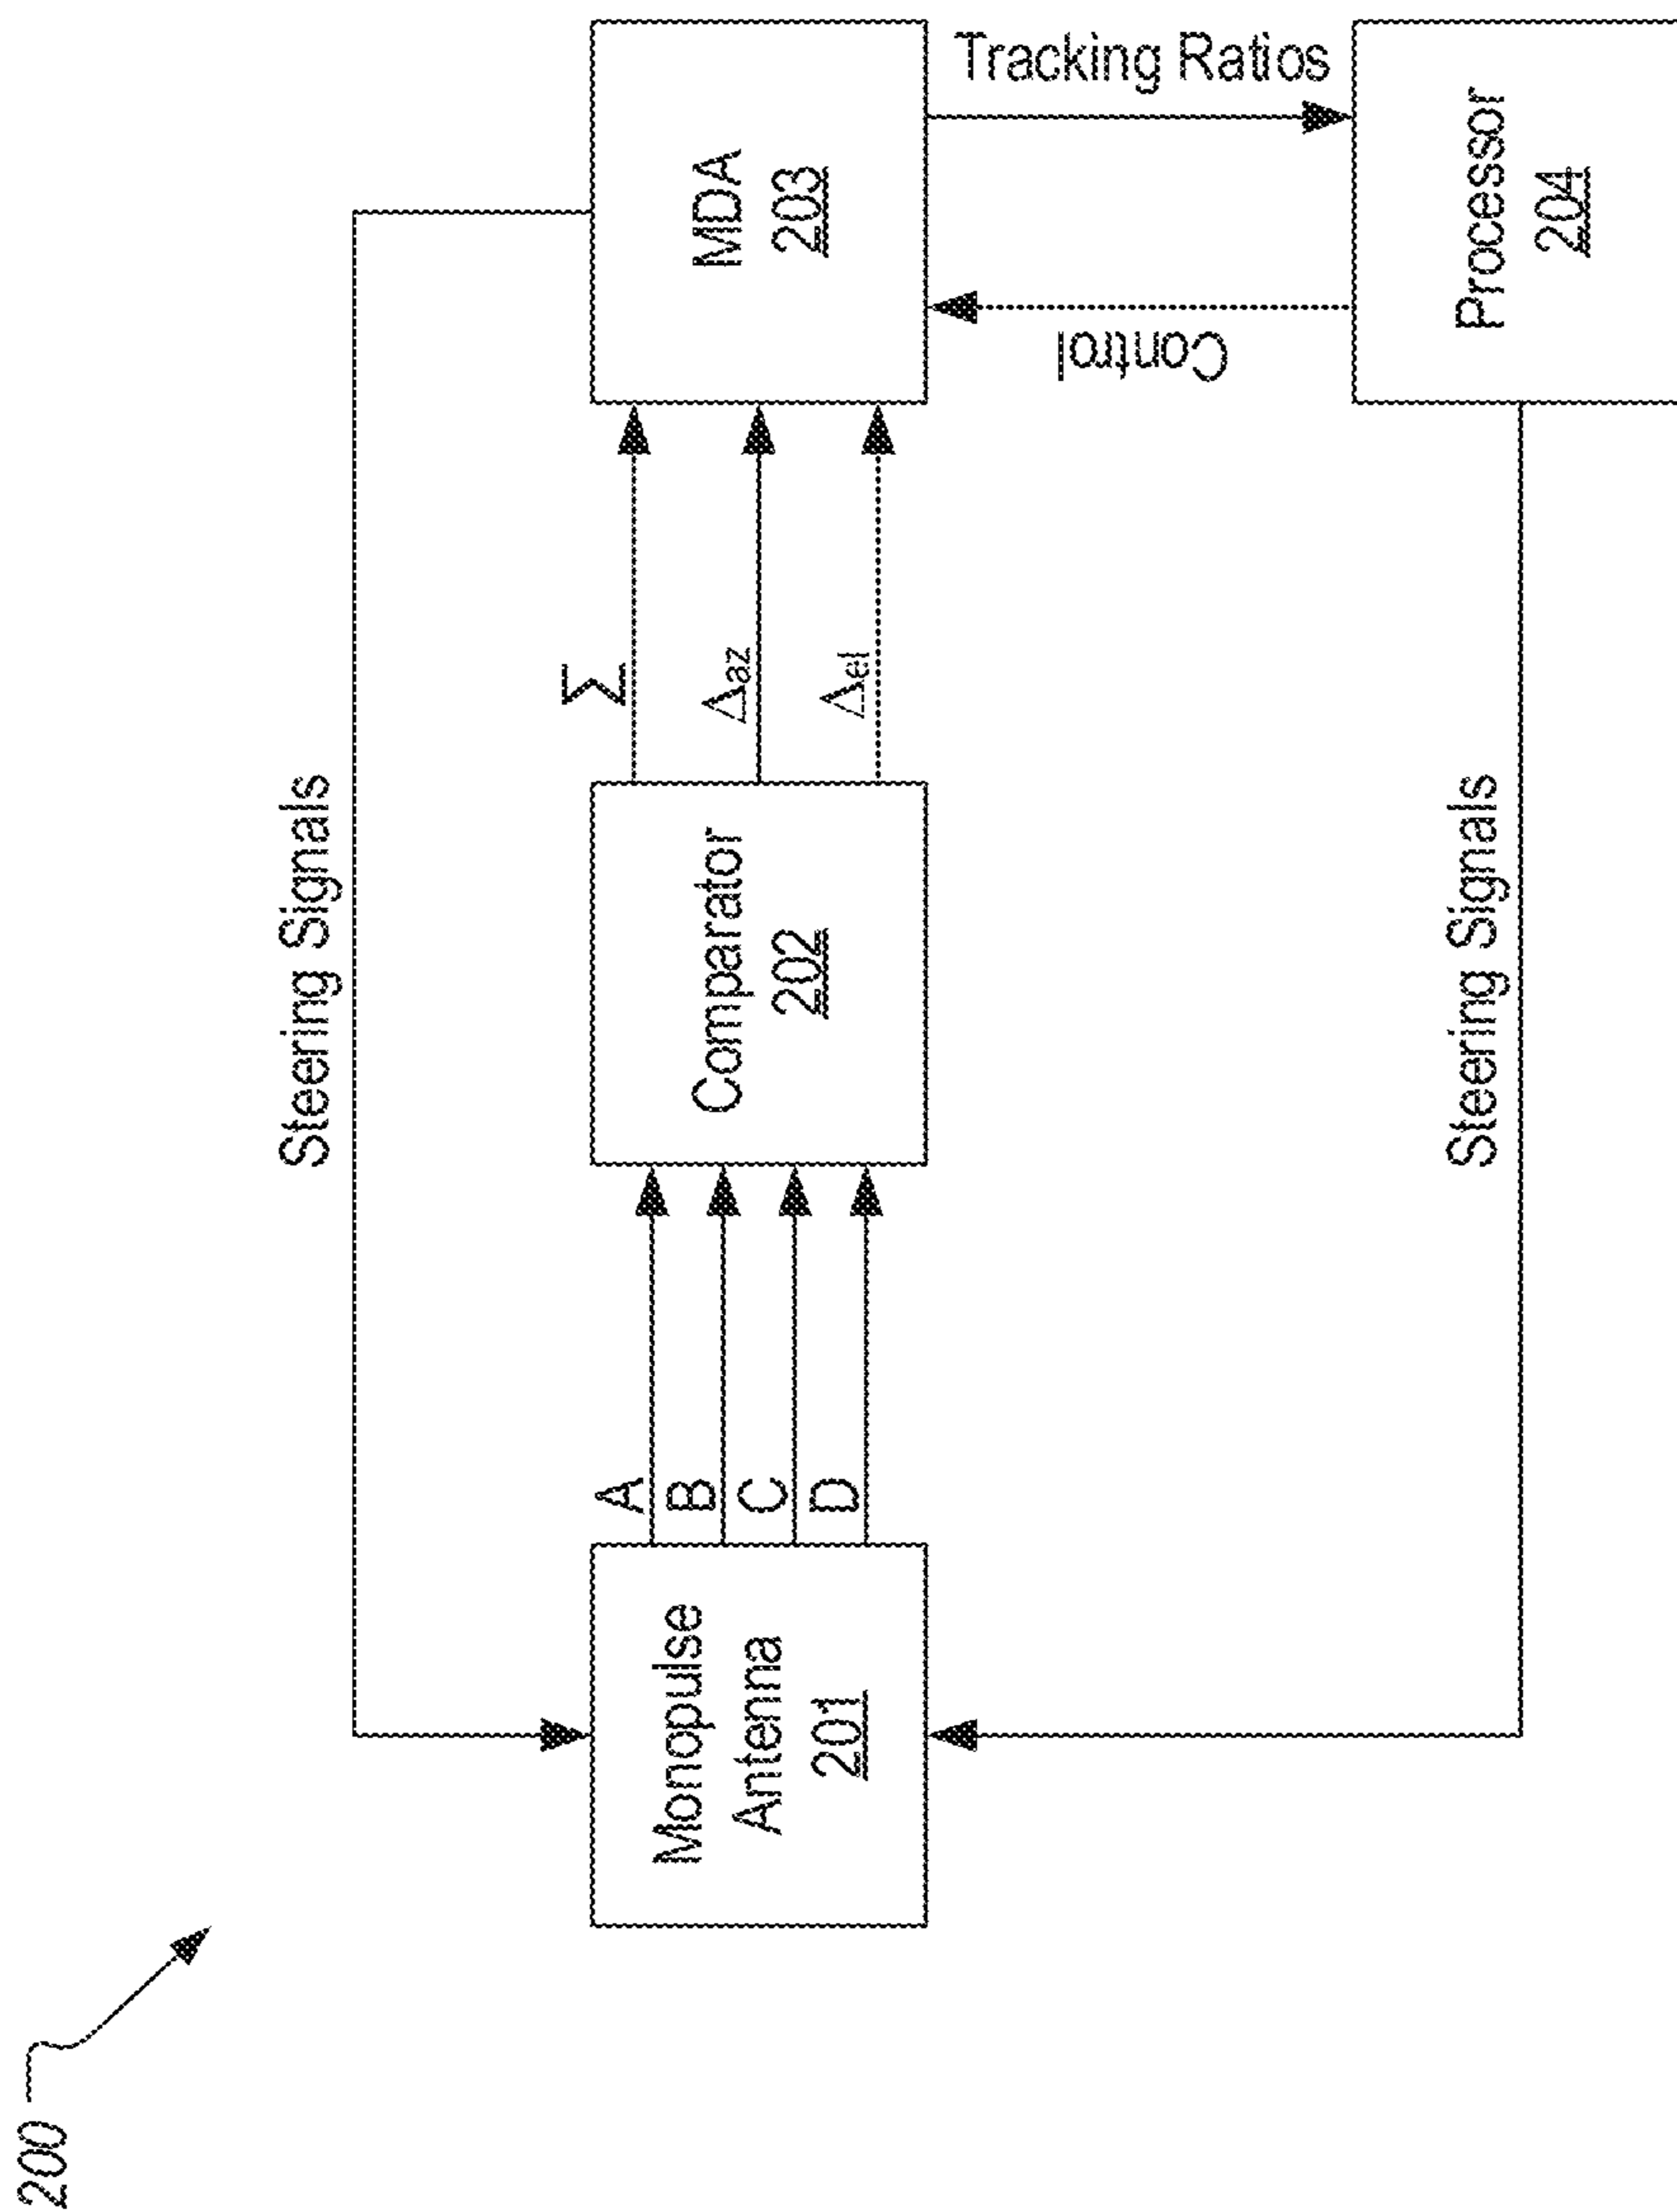 200
Steering Signals
Monopulse
Antenna
201
A
B
C
D
Comparator
202
Σ
Δaz
Δel
MDA
203
Tracking Ratios
Control
Processor
204
Steering Signals